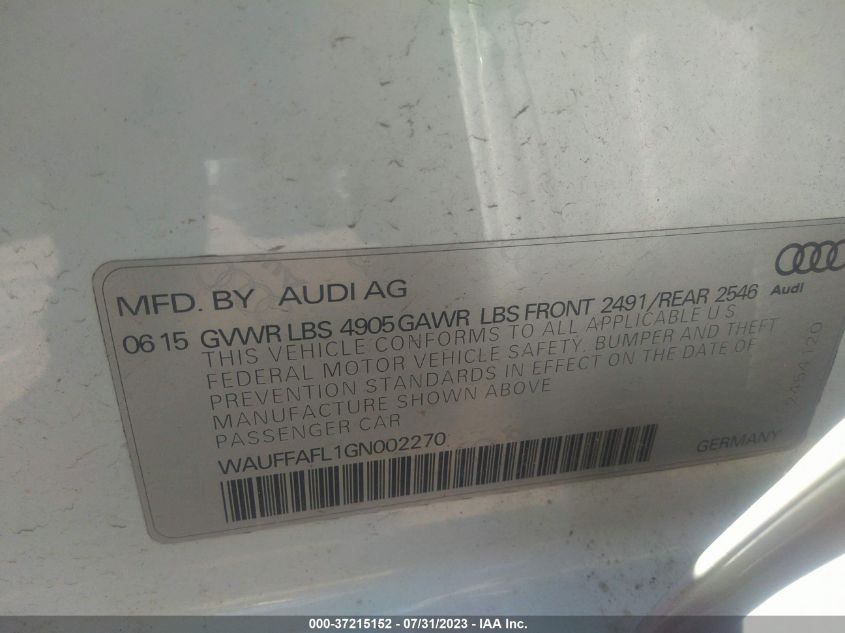 MFD. BY AUDI AG
Audi
06 15 GVWR LBS 4905 GAWR LBS FRONT 2491/REAR 2546
THIS VEHICLE CONFORMS TO ALL APPLICABLE U S
FEDERAL MOTOR VEHICLE SAFETY, BUMPER AND THEFT
PREVENTION STANDARDS IN EFFECT ON THE DATE OF
MANUFACTURE SHOWN ABOVE
PASSENGER CAR
WAUFFAFL1GN002270
GERMANY
000-37215152 - 07/31/2023 - IAA Inc.